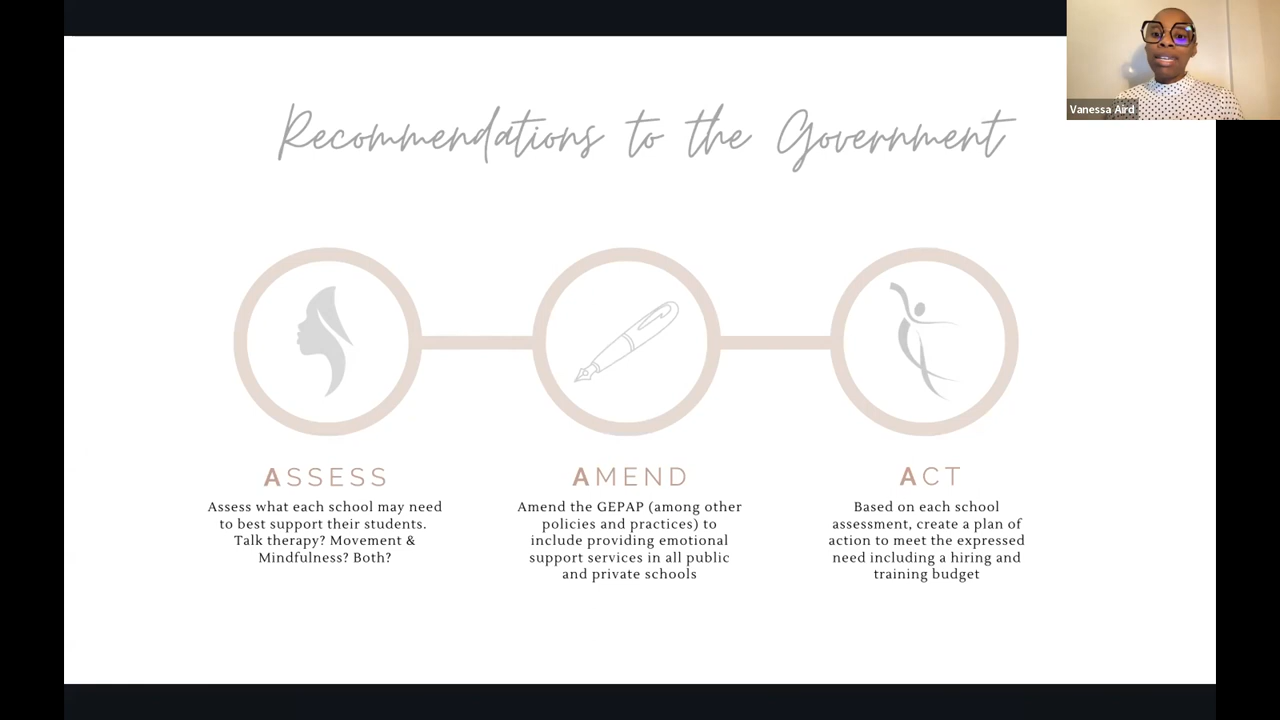 Vanessa Aird
Recommendations to the Government
ASSESS
Assess what each school may need
to best support their students.
Talk therapy? Movement &
Mindfulness? Both?
AMEND
Amend the GEPAP (among other
policies and practices) to
include providing emotional
support services in all public
and private schools
ACT
Based on each school
assessment, create a plan of
action to meet the expressed
need including a hiring and
training budget